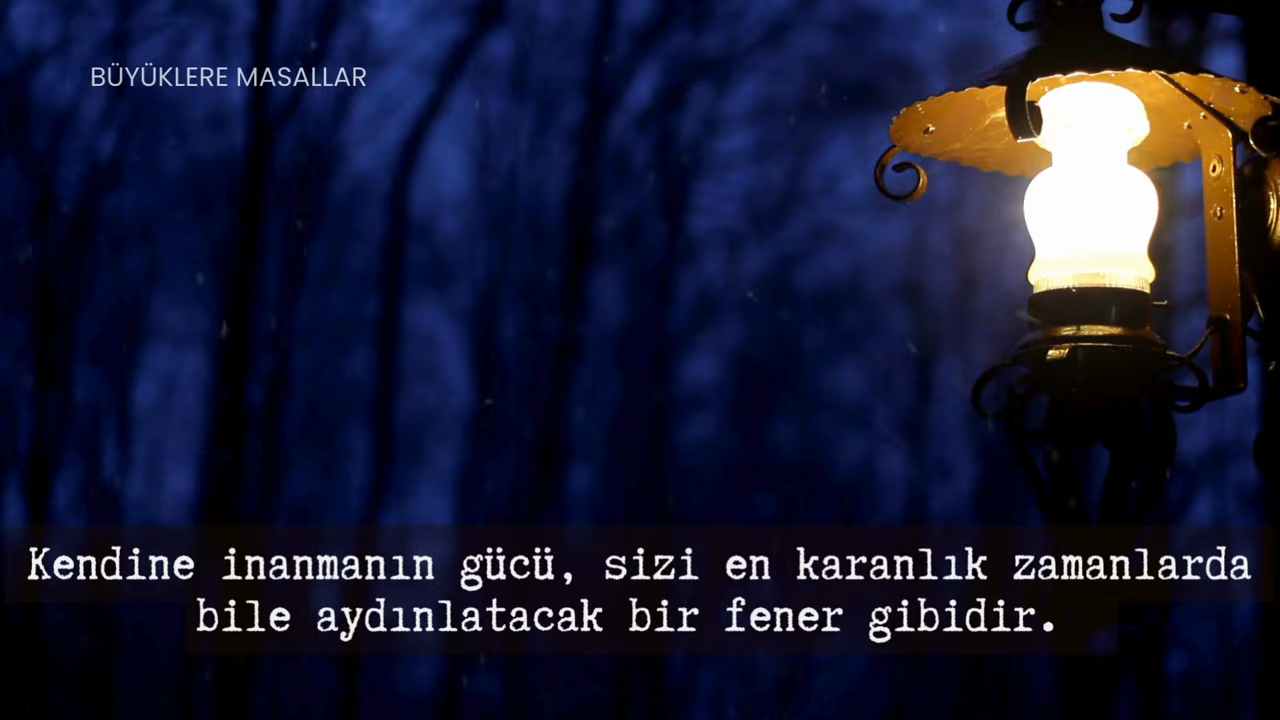 BÜYÜKLERE MASALLAR
Kendine inanmanın gücü, sizi en karanlık zamanlarda
bile aydınlatacak bir fener gibidir.